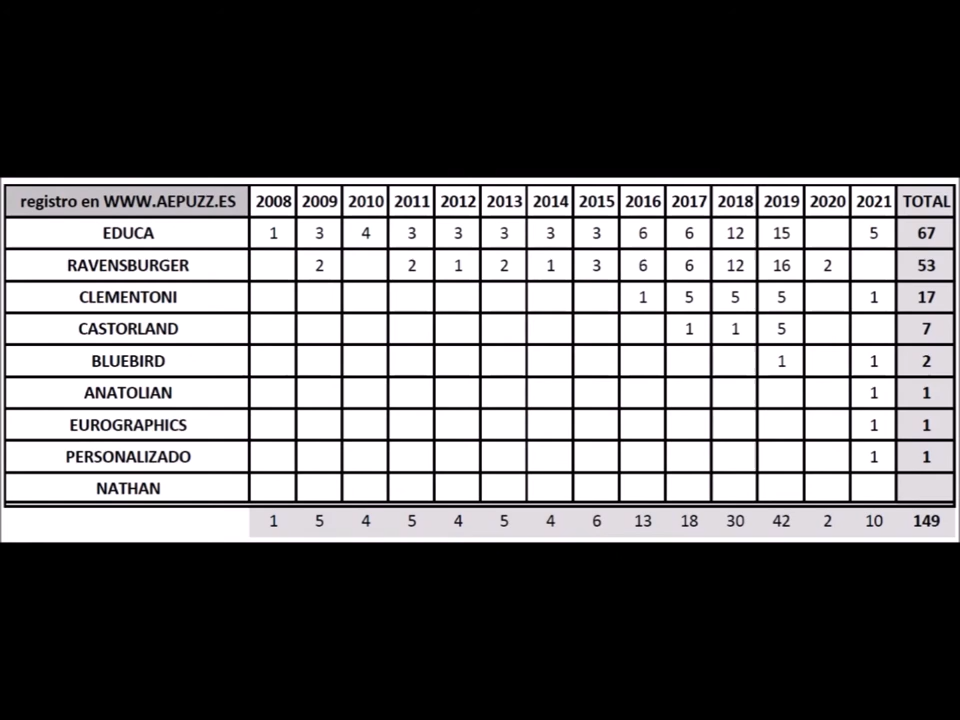 registro en WWW.AEPUZZ.ES 2008 2009 2010 2011 2012 2013 2014 2015 2016 2017 2018 2019 2020 2021 TOTAL
EDUCA 1 3 4 3 3 3 3 3 6 6 12 15 5 67
RAVENSBURGER 2 2 1 2 1 3 6 6 12 16 2 53
CLEMENTONI 1 5 5 5 1 17
CASTORLAND 1 1 5 7
BLUEBIRD 1 1 2
ANATOLIAN 1 1
EUROGRAPHICS 1 1
PERSONALIZADO 1 1
NATHAN
1 5 4 5 4 5 4 6 13 18 30 42 2 10 149